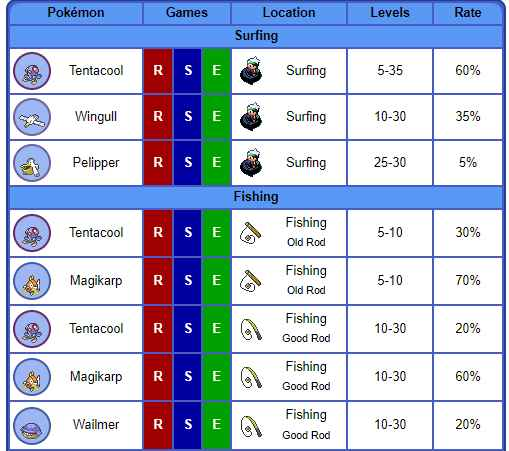 Pokémon Games Location Levels Rate
Surfing
Tentacool R S E Surfing 5-35 60%
Wingull R S E Surfing 10-30 35%
Pelipper R S E Surfing 25-30 5%
Fishing
Tentacool R S E Fishing Old Rod 5-10 30%
Magikarp R S E Fishing Old Rod 5-10 70%
Tentacool R S E Fishing Good Rod 10-30 20%
Magikarp R S E Fishing Good Rod 10-30 60%
Wailmer R S E Fishing Good Rod 10-30 20%